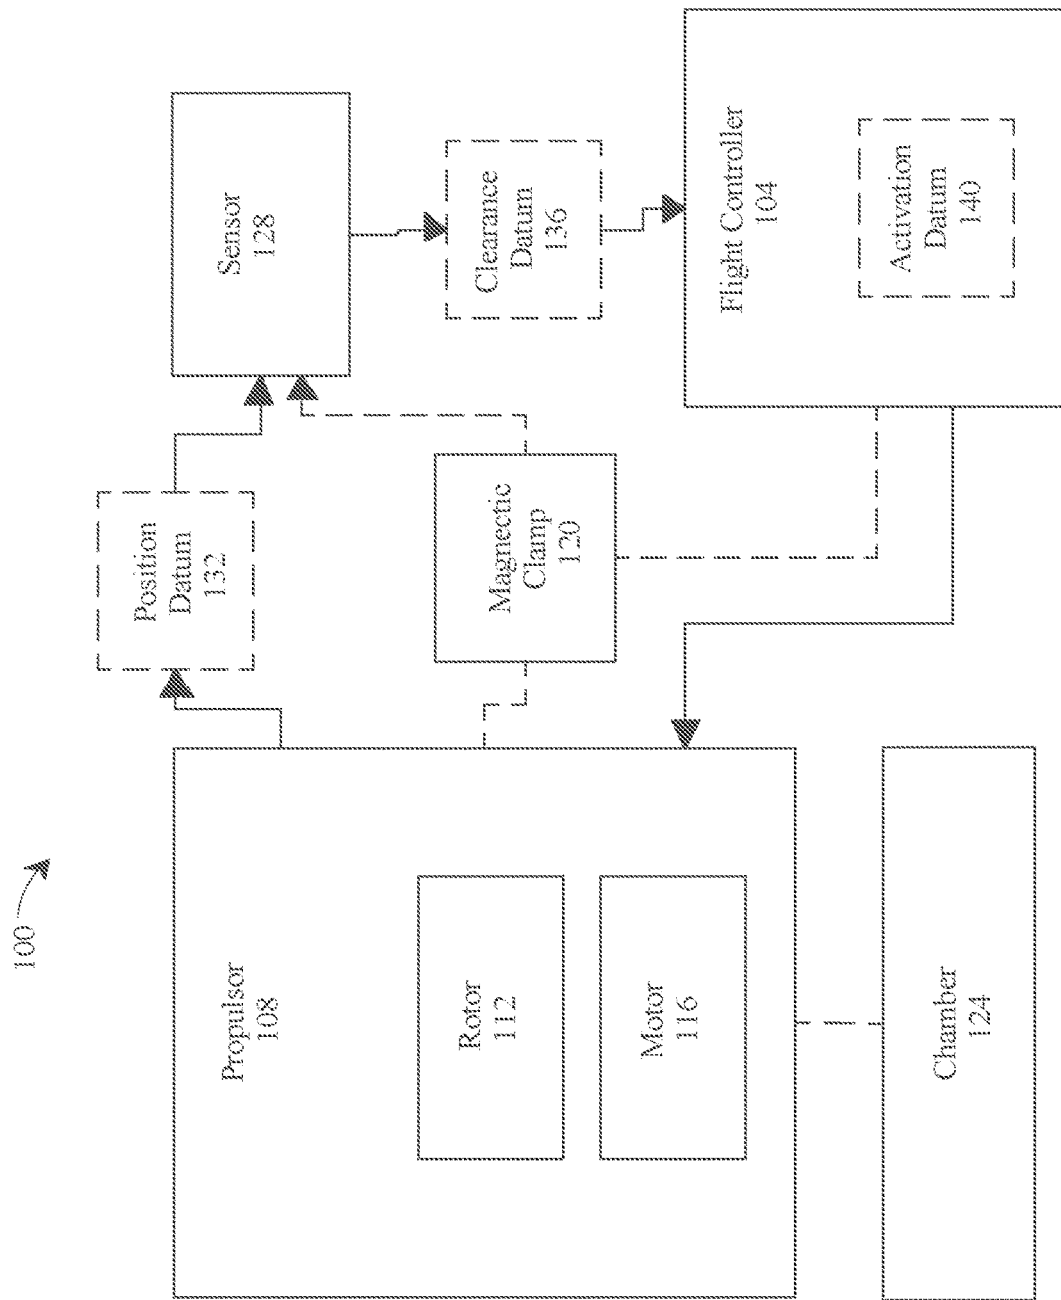 100
Propulsor
108
Rotor
112
Motor
116
Chamber
124
Position
Datum
132
Magnectic
Clamp
120
Sensor
128
Clearance
Datum
136
Flight Controller
104
Activation
Datum
140